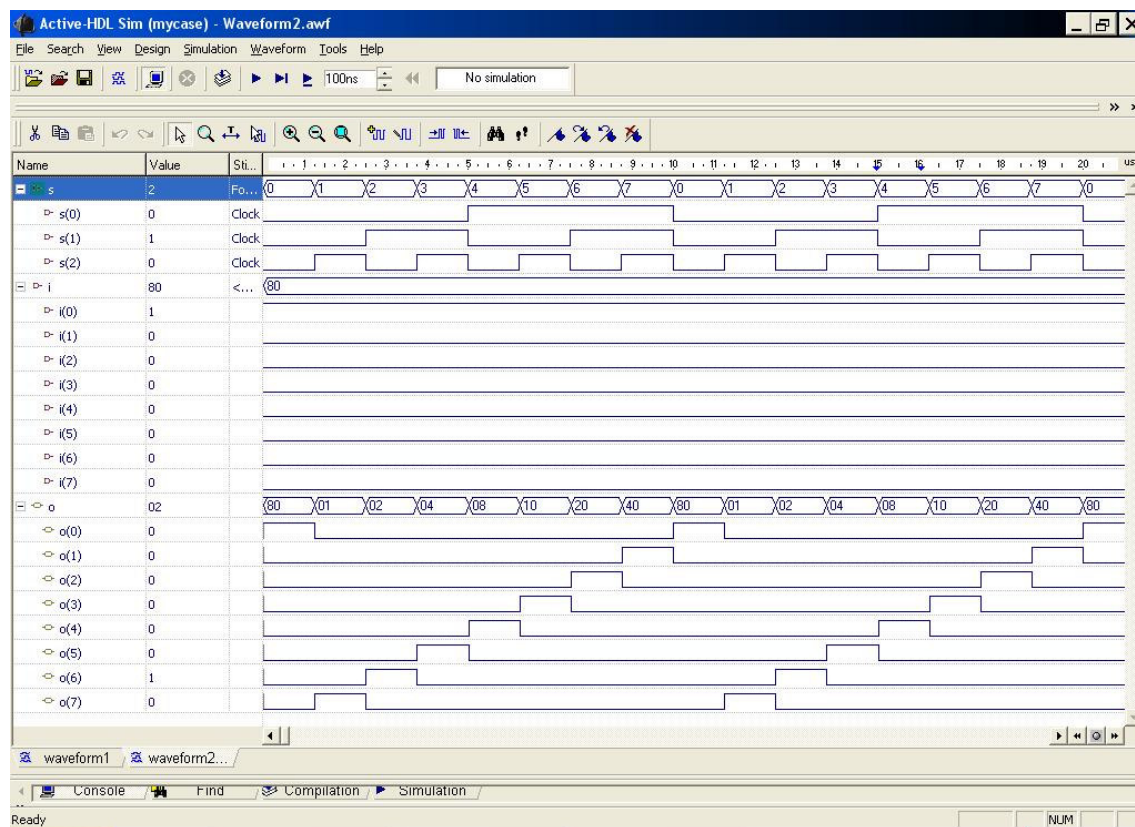 Active-HDL Sim (mycase) - Waveform2.awf
File Search View Design Simulation Waveform Tools Help
100ns No simulation
Name Value Sti... 1 2 3 4 5 6 7 8 9 10 11 12 13 14 15 16 17 18 19 20 us
s 2 Fo... 0 1 2 3 4 5 6 7 0 1 2 3 4 5 6 7 0
s(0) 0 Clock
s(1) 1 Clock
s(2) 0 Clock
i 80 <... 80
i(0) 1
i(1) 0
i(2) 0
i(3) 0
i(4) 0
i(5) 0
i(6) 0
i(7) 0
o 02 80 01 02 04 08 10 20 40 80 01 02 04 08 10 20 40 80
o(0) 0
o(1) 0
o(2) 0
o(3) 0
o(4) 0
o(5) 0
o(6) 1
o(7) 0
waveform1 waveform2...
Console Find Compilation Simulation
Ready NUM